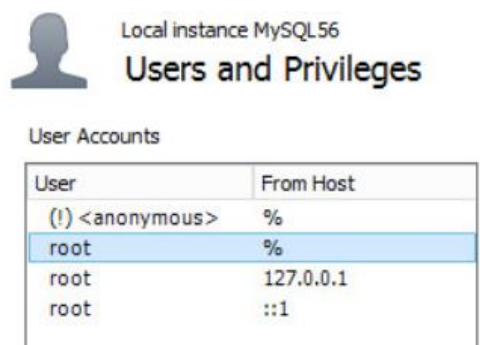 Local instance MySQL56
Users and Privileges
User Accounts
User From Host
(!) <anonymous> %
root %
root 127.0.0.1
root ::1